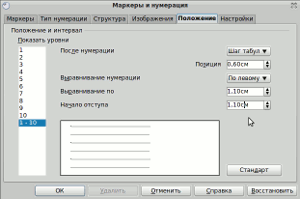 Маркеры и нумерация
Маркеры Тип нумерации Структура Изображения Положение Настройки
Положение и интервал
Показать уровни
1
2
3
4
5
6
7
8
9
10
1 - 10
После нумерации Шаг табул
Позиция 0,60см
Выравнивание нумерации По левому
Выравнивание по 1,10см
Начало отступа 1,10см
Стандарт
ОК Удалить Отменить Справка Восстановить